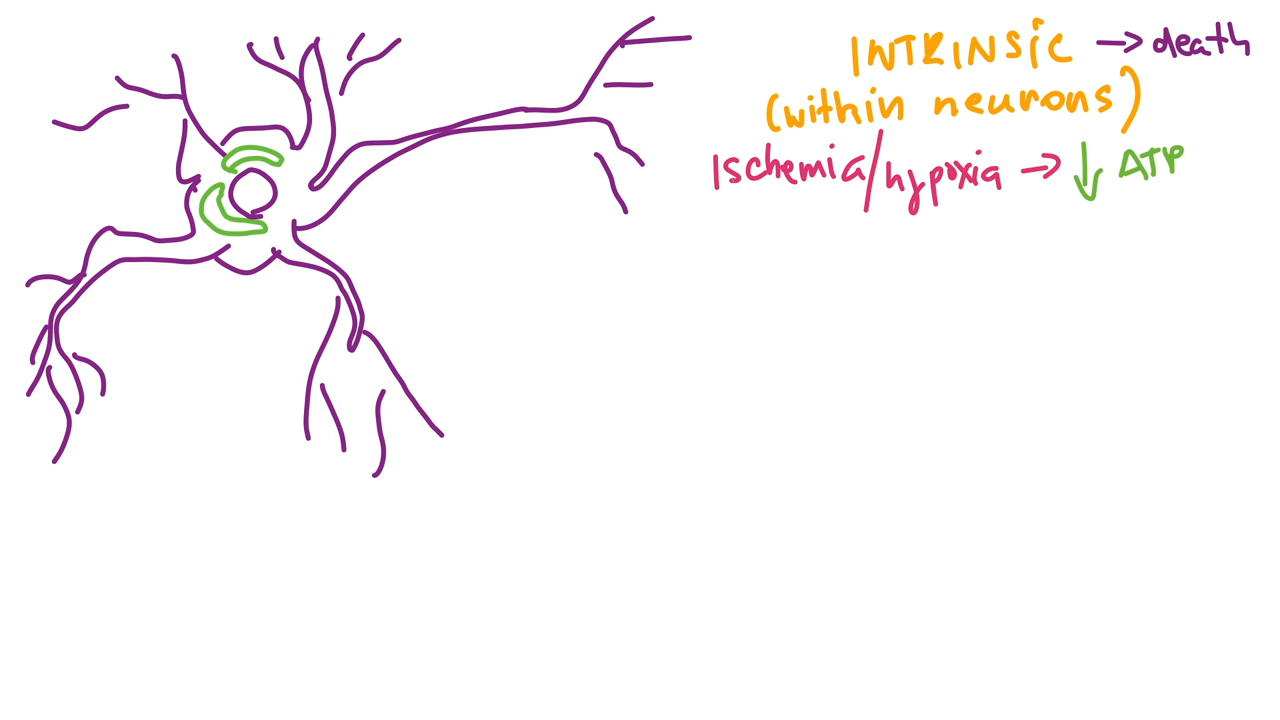 INTRINSIC → death
(within neurons)
Ischemia/hypoxia → ↓ ATP